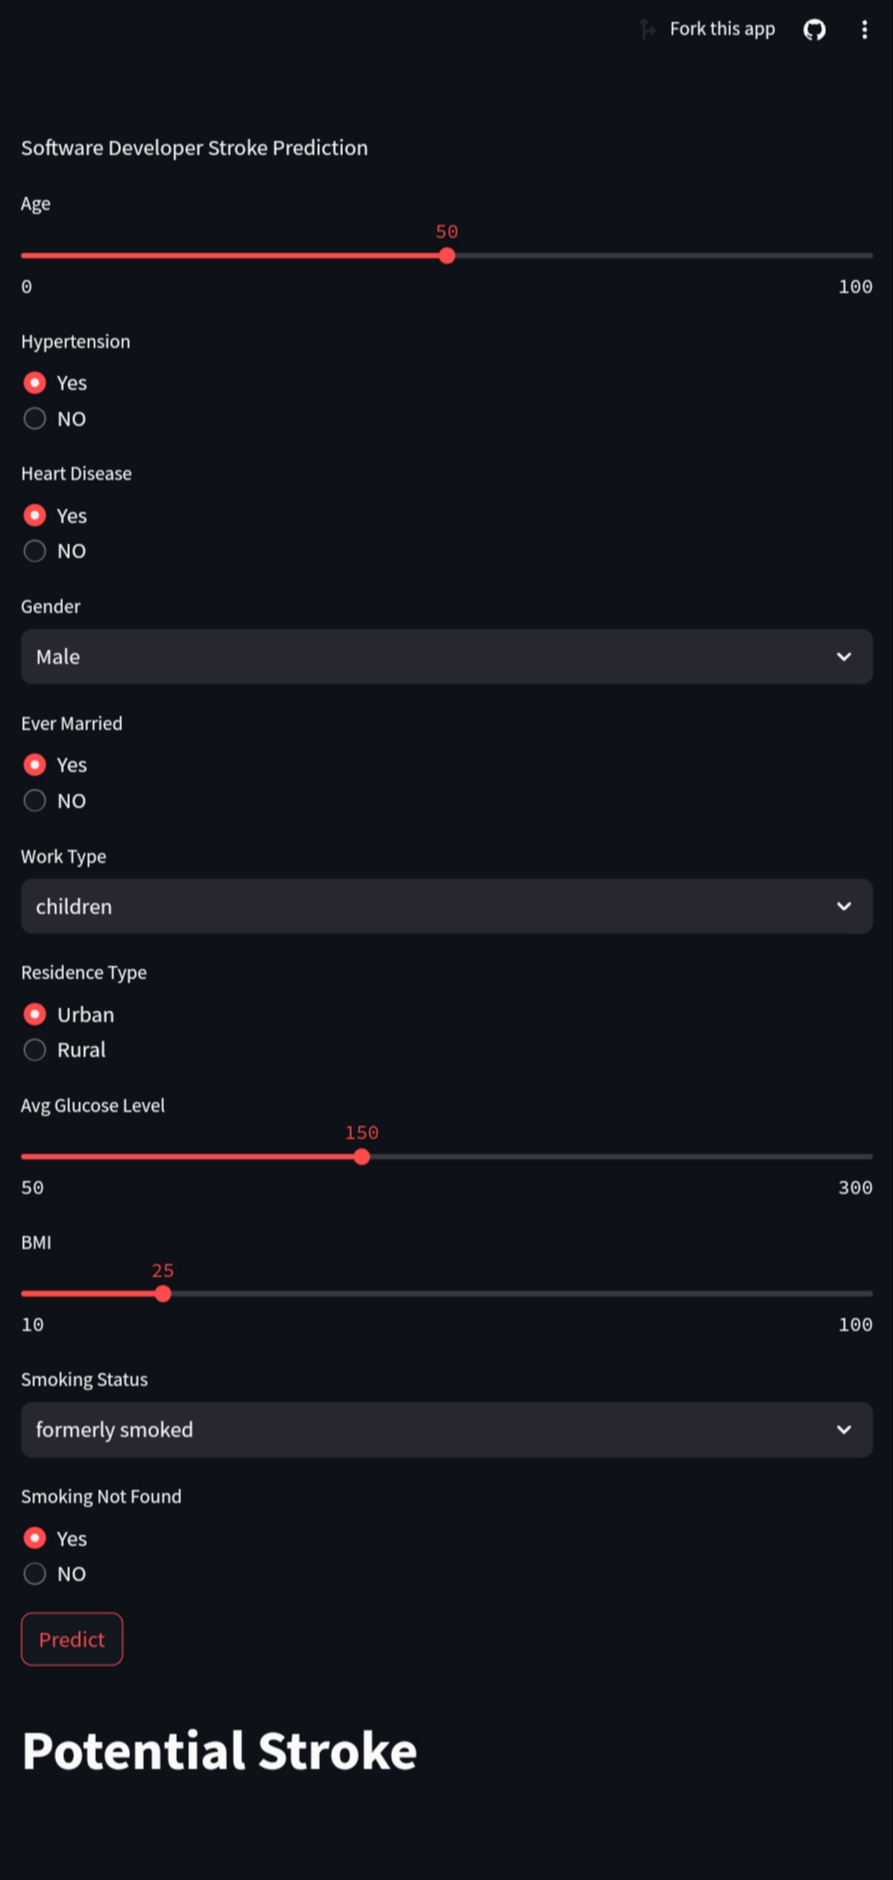 Fork this app
Software Developer Stroke Prediction
Age
50
0 100
Hypertension
Yes
NO
Heart Disease
Yes
NO
Gender
Male
Ever Married
Yes
NO
Work Type
children
Residence Type
Urban
Rural
Avg Glucose Level
150
50 300
BMI
25
10 100
Smoking Status
formerly smoked
Smoking Not Found
Yes
NO
Predict
Potential Stroke